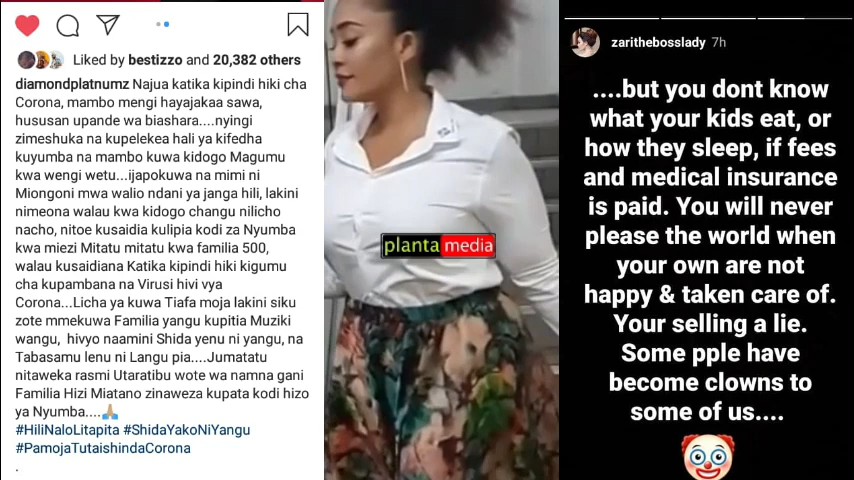 Liked by bestizzo and 20,382 others
diamondplatnumz Najua katika kipindi hiki cha
Corona, mambo mengi hayajakaa sawa,
hususan upande wa biashara....nyingi
zimeshuka na kupelekea hali ya kifedha
kuyumba na mambo kuwa kidogo Magumu
kwa wengi wetu...ijapokuwa na mimi ni
Miongoni mwa walio ndani ya janga hili, lakini
nimeona walau kwa kidogo changu nilicho
nacho, nitoe kusaidia kulipia kodi za Nyumba
kwa miezi Mitatu mitatu kwa familia 500,
walau kusaidiana Katika kipindi hiki kigumu
cha kupambana na Virusi hivi vya
Corona...Licha ya kuwa Tiafa moja lakini siku
zote mmekuwa Familia yangu kupitia Muziki
wangu, hivyo naamini Shida yenu ni yangu, na
Tabasamu lenu ni Langu pia....Jumatatu
nitaweka rasmi Utaratibu wote wa namna gani
Familia Hizi Miatano zinaweza kupata kodi hizo
ya Nyumba....🙏🏽
#HiliNaloLitapita #ShidaYakoNiYangu
#PamojaTutaishindaCorona
.
planta media
zarithebosslady 7h
....but you dont know
what your kids eat, or
how they sleep, if fees
and medical insurance
is paid. You will never
please the world when
your own are not
happy & taken care of.
Your selling a lie.
Some pple have
become clowns to
some of us....
🤡